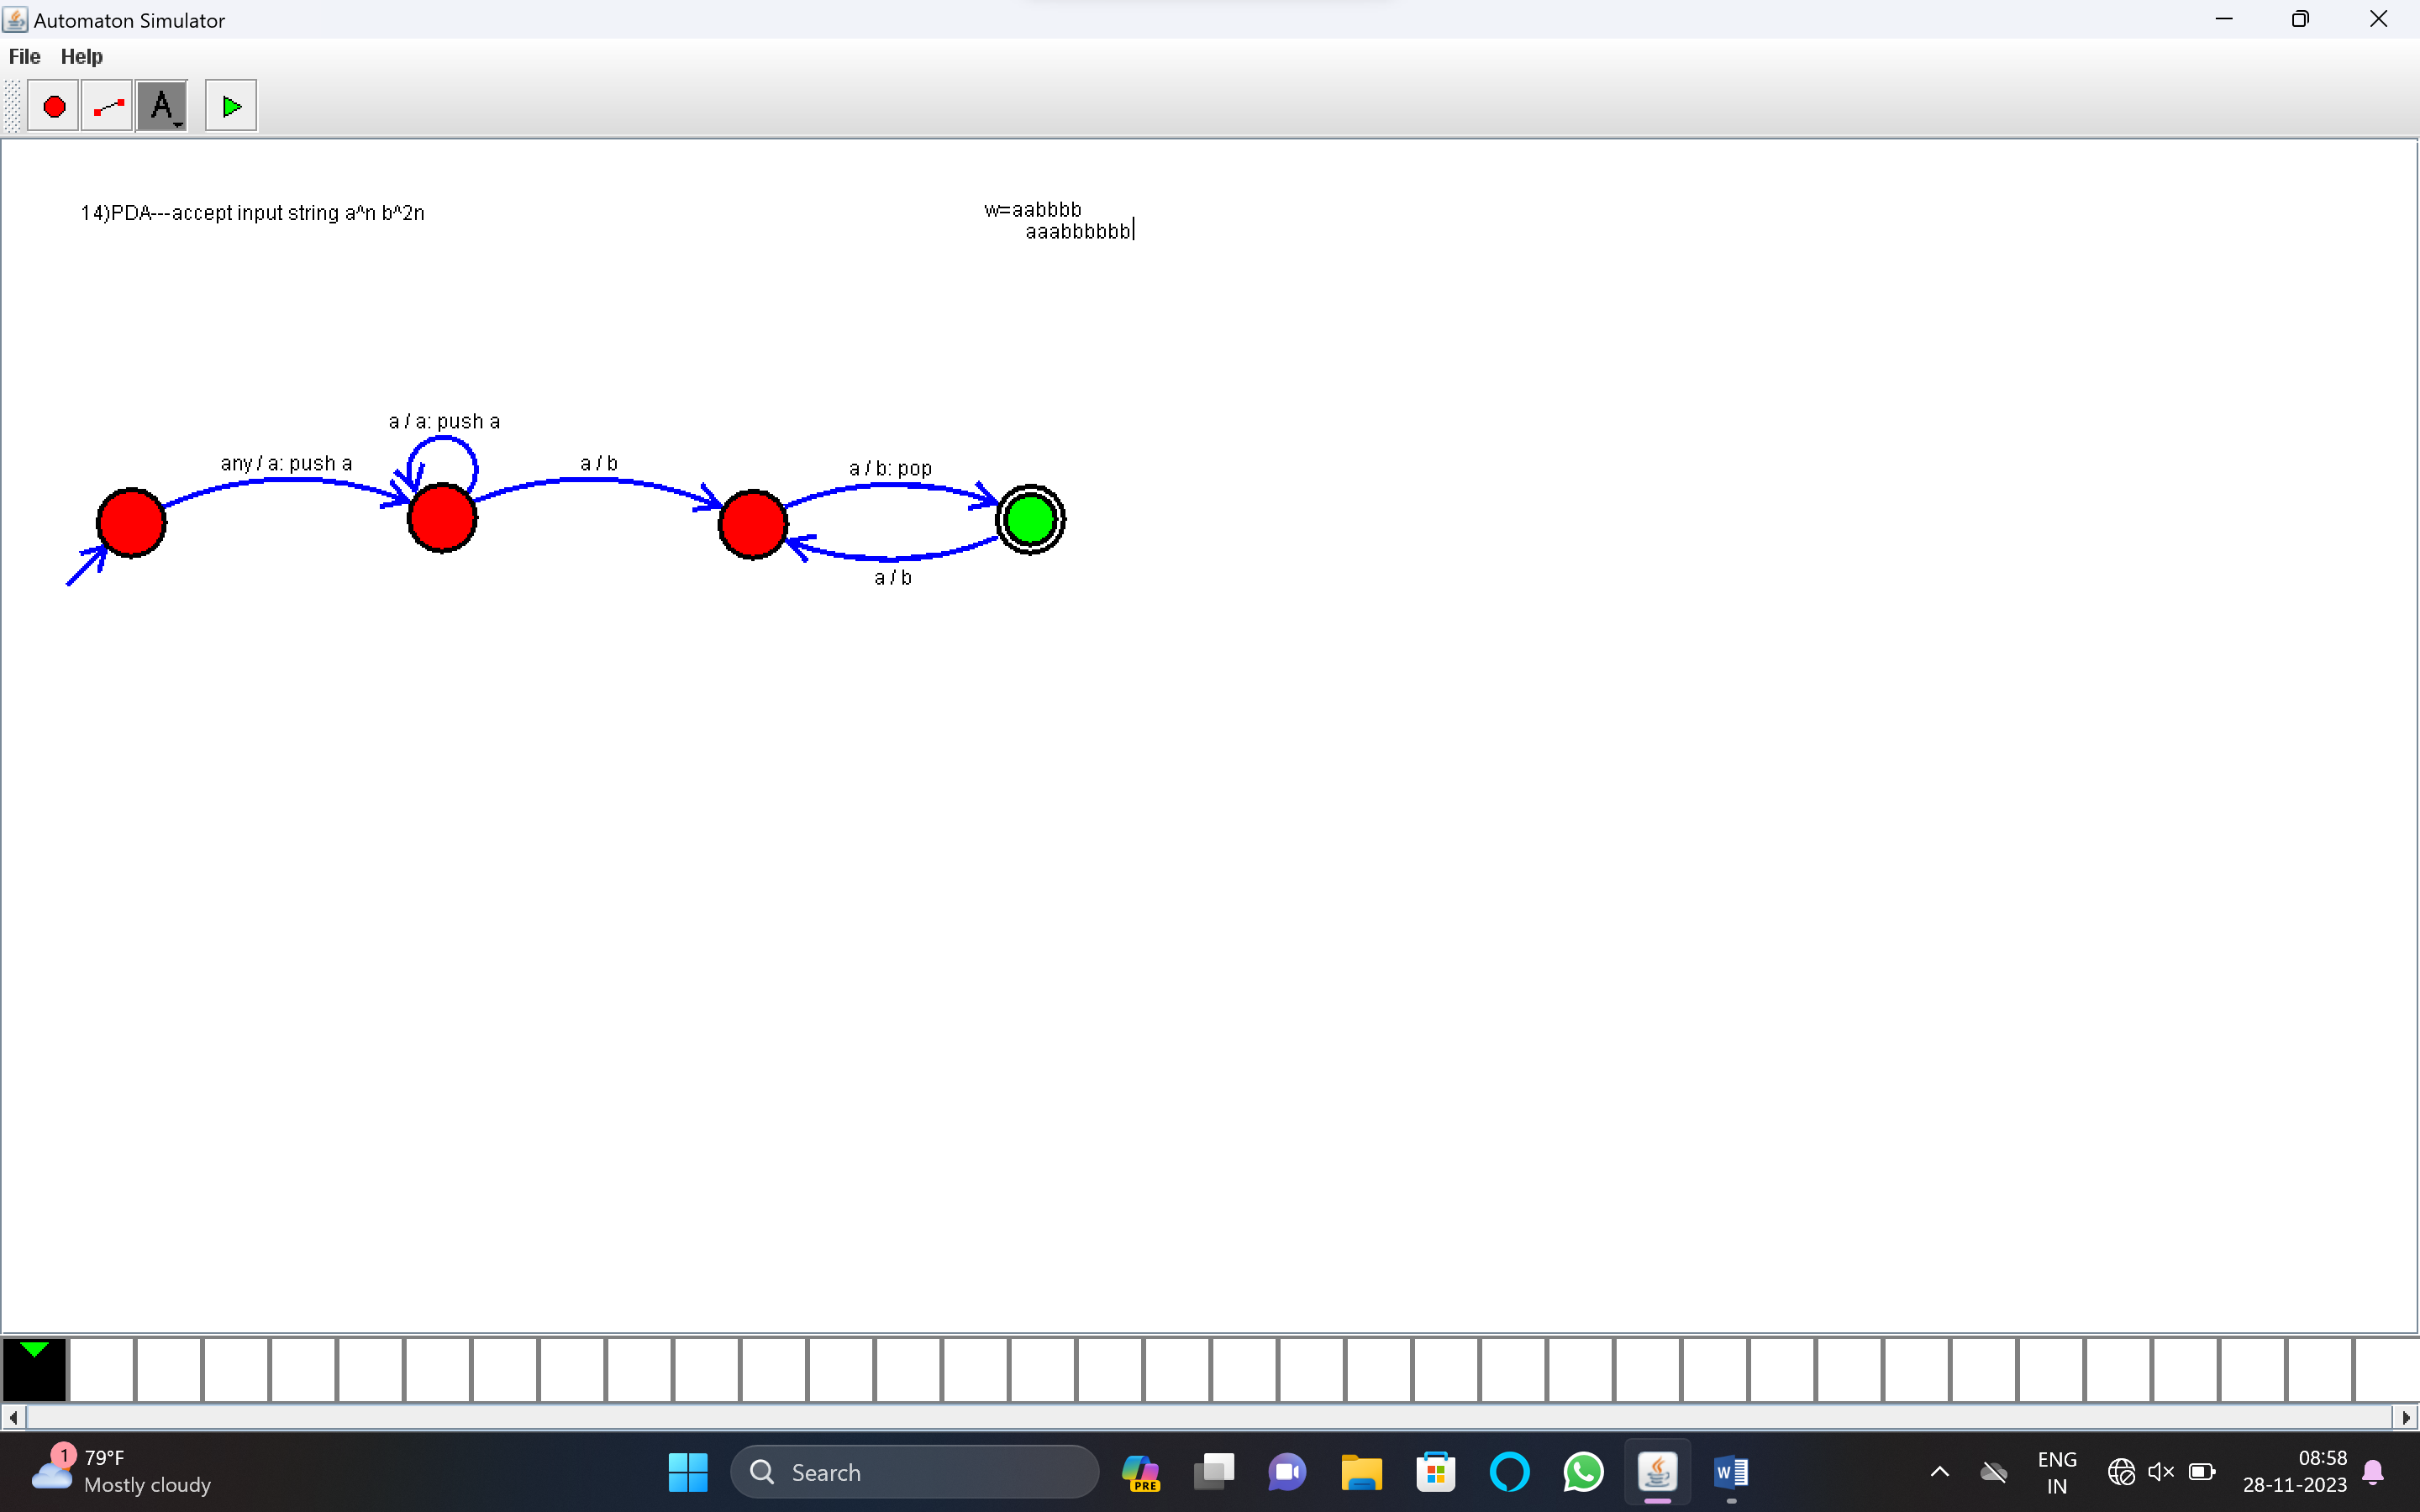 Automaton Simulator
File Help
A
14)PDA---accept input string a^n b^2n
w=aabbbb
aaabbbbbb
a / a: push a
any / a: push a
a / b
a / b: pop
a / b
1
79°F
Mostly cloudy
Search
PRE
W
ENG
IN
08:58
28-11-2023